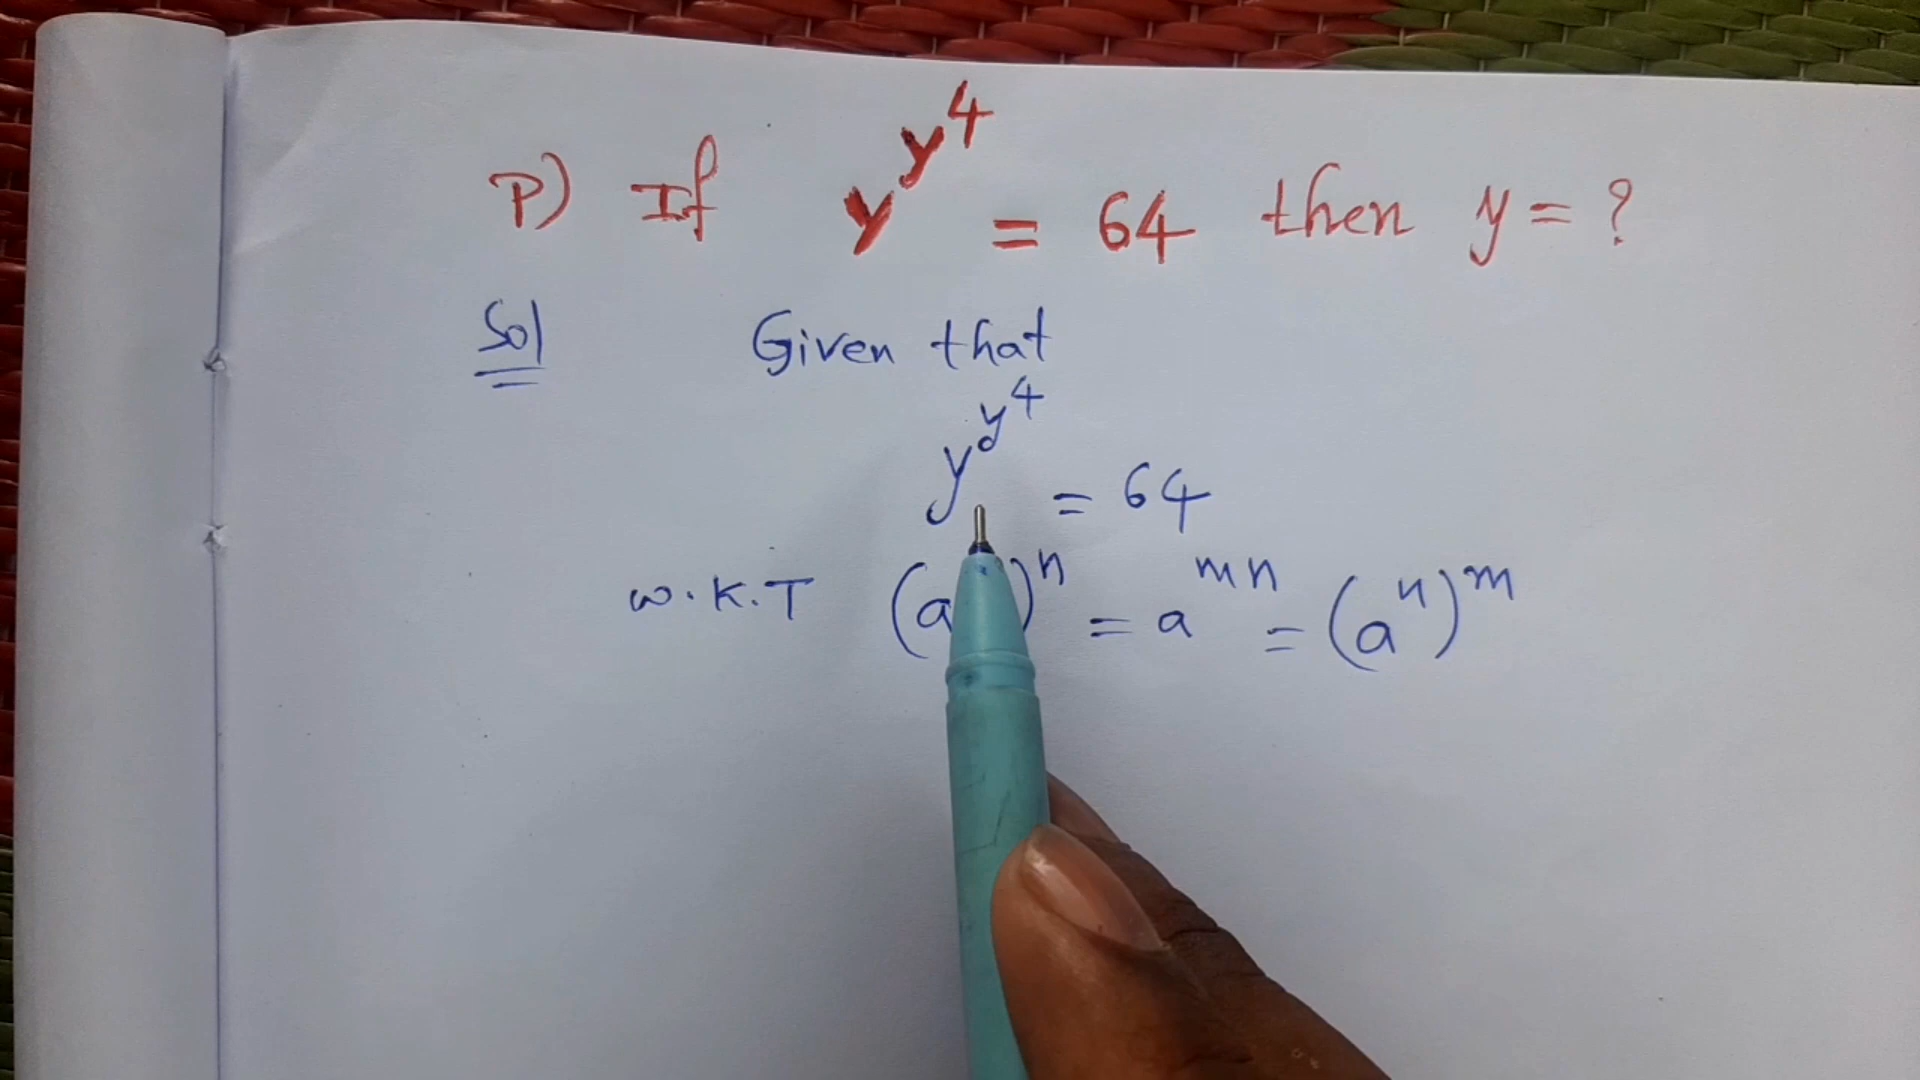 P) If y^y^4 = 64 then y = ?
Sol Given that
y^y^4 = 64
W.K.T (a )^n = a^mn = (a^n)^m